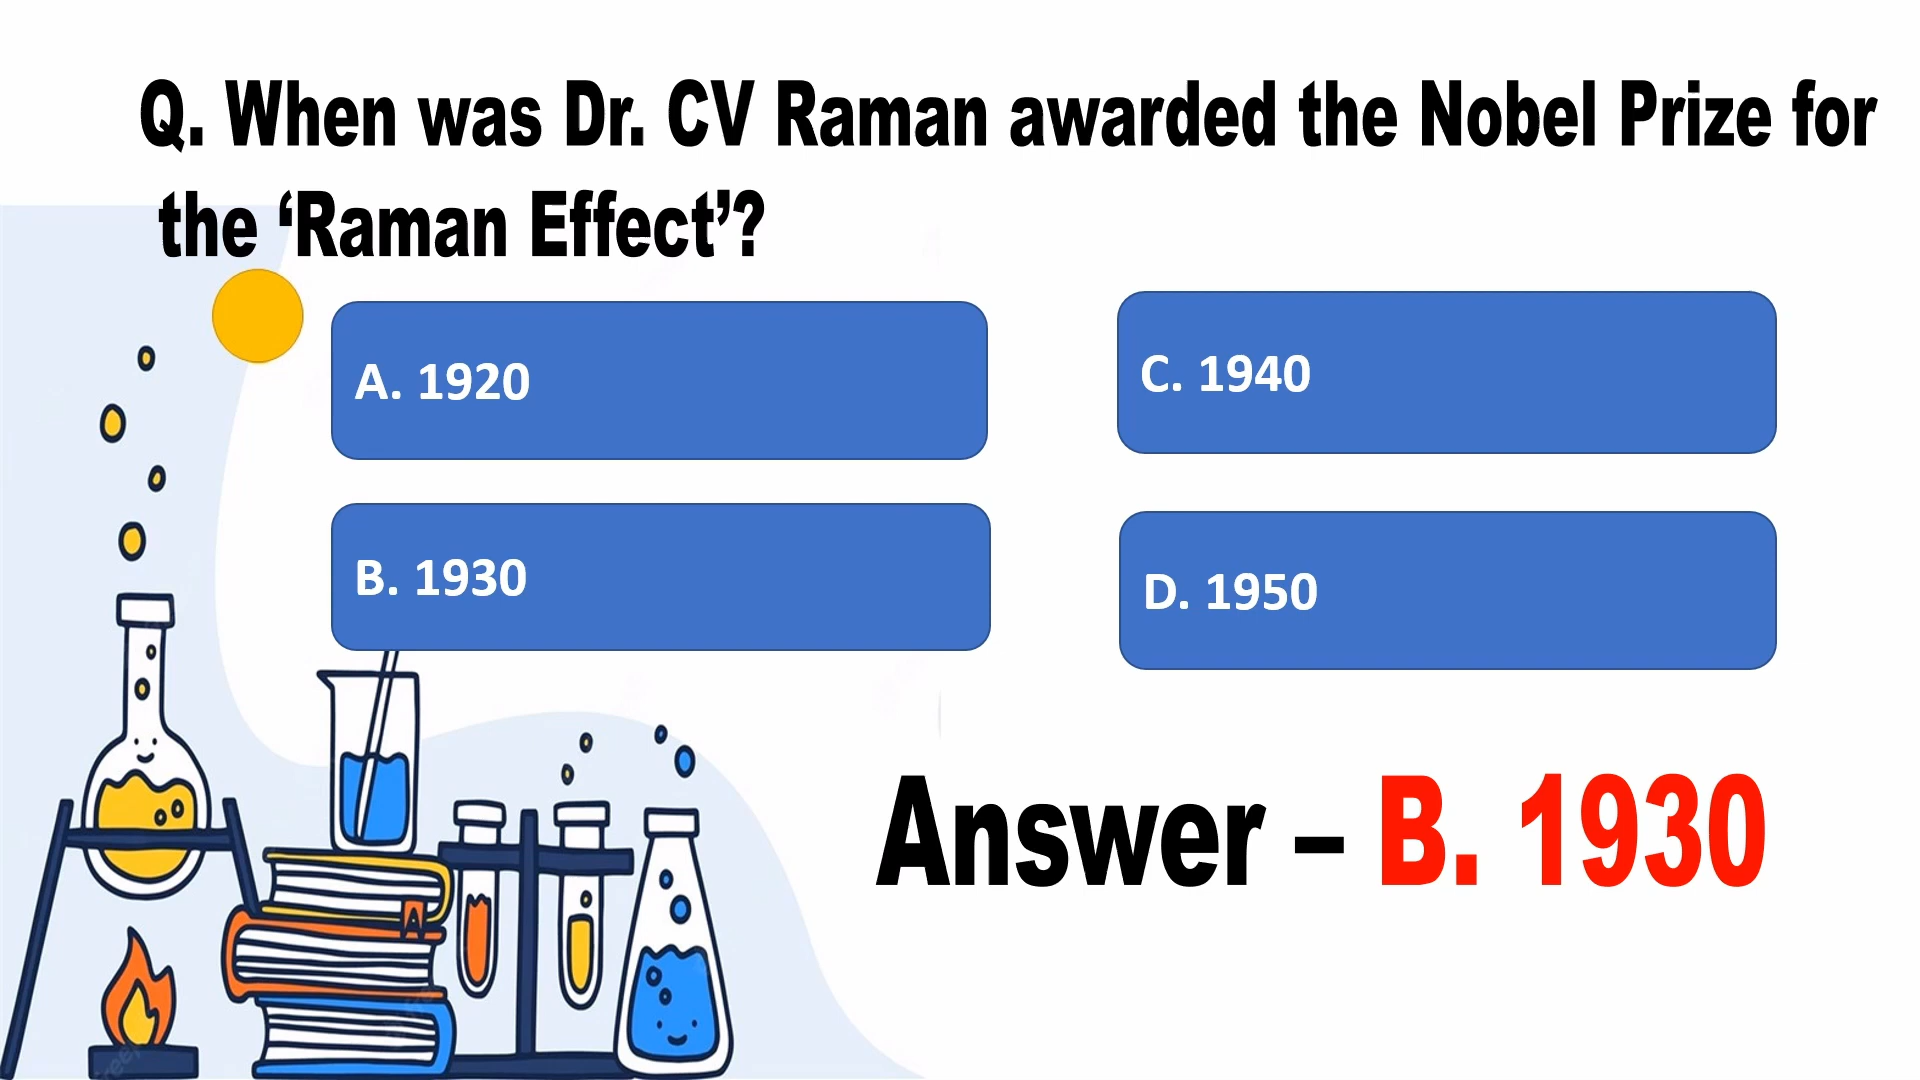 Q. When was Dr. CV Raman awarded the Nobel Prize for
the ‘Raman Effect’?
A. 1920
C. 1940
B. 1930
D. 1950
Answer – B. 1930